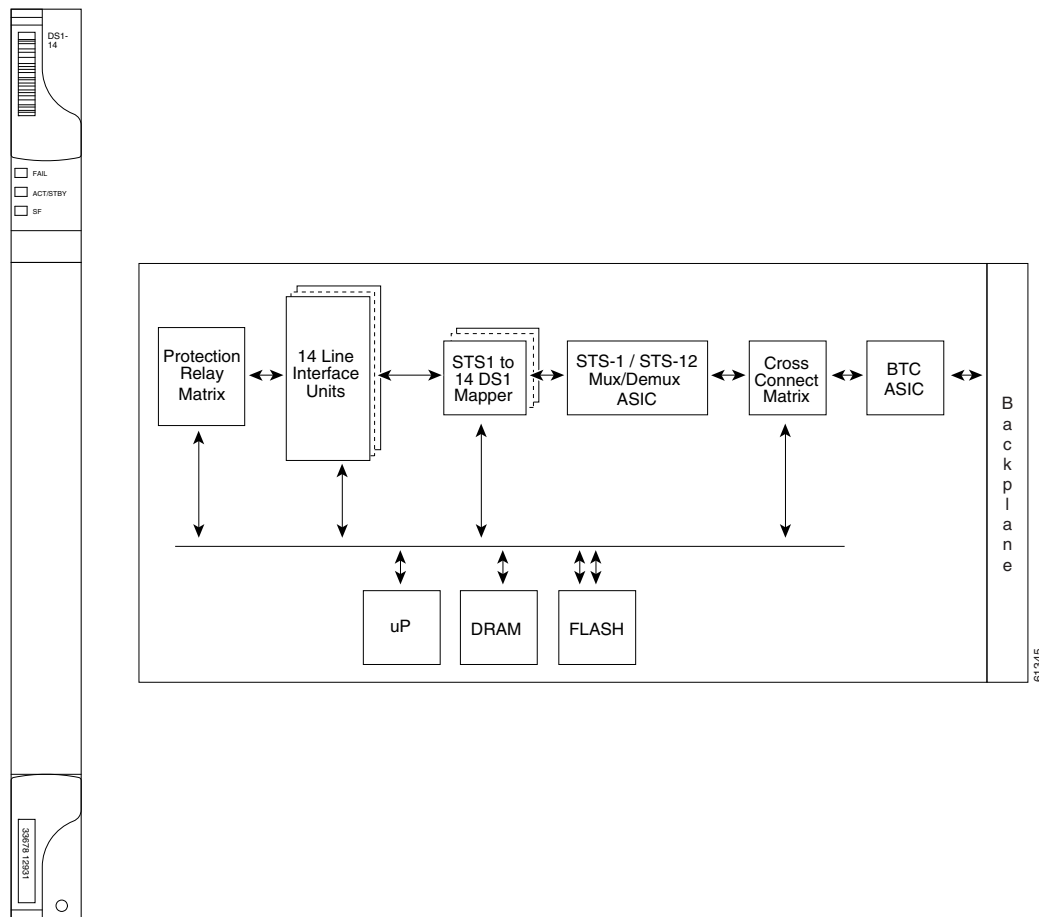 DS1-
14
FAIL
ACT/STBY
SF
Protection
Relay
Matrix
14 Line
Interface
Units
STS1 to
14 DS1
Mapper
STS-1 / STS-12
Mux/Demux
ASIC
Cross
Connect
Matrix
BTC
ASIC
Backplane
uP
DRAM
FLASH
61345
33678 12931